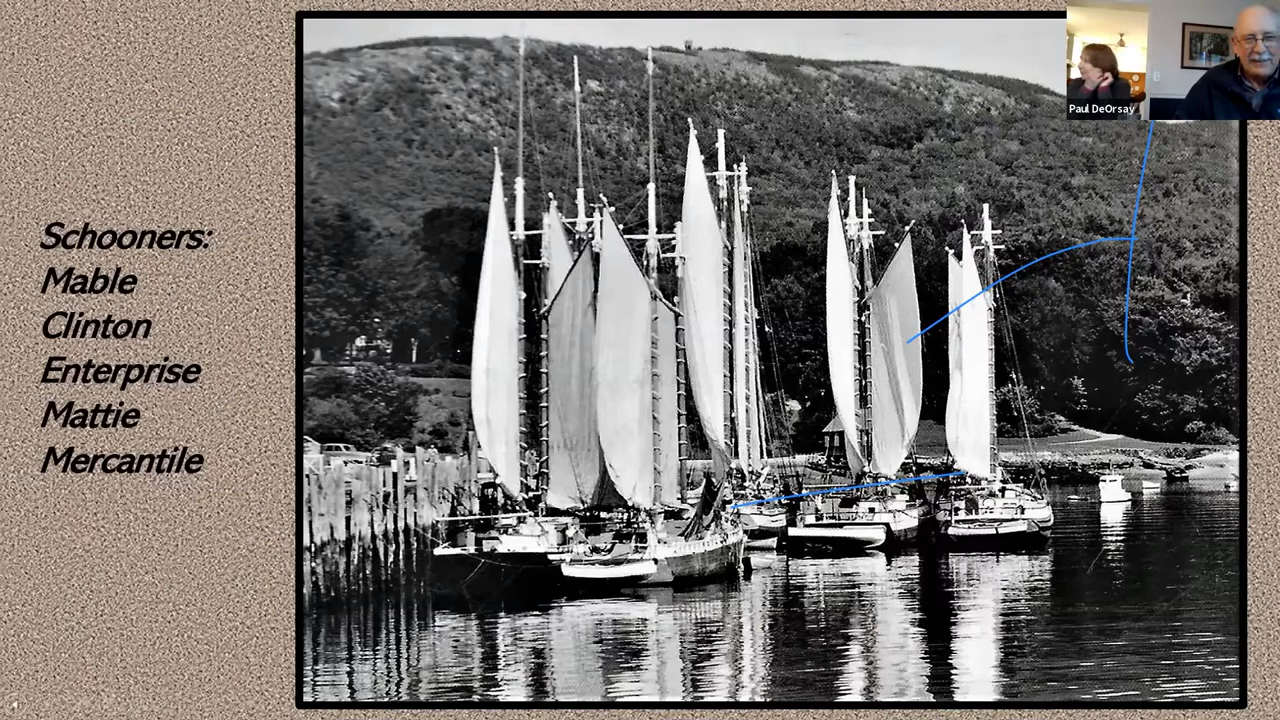 Schooners:
Mable
Clinton
Enterprise
Mattie
Mercantile
Paul DeOrsay